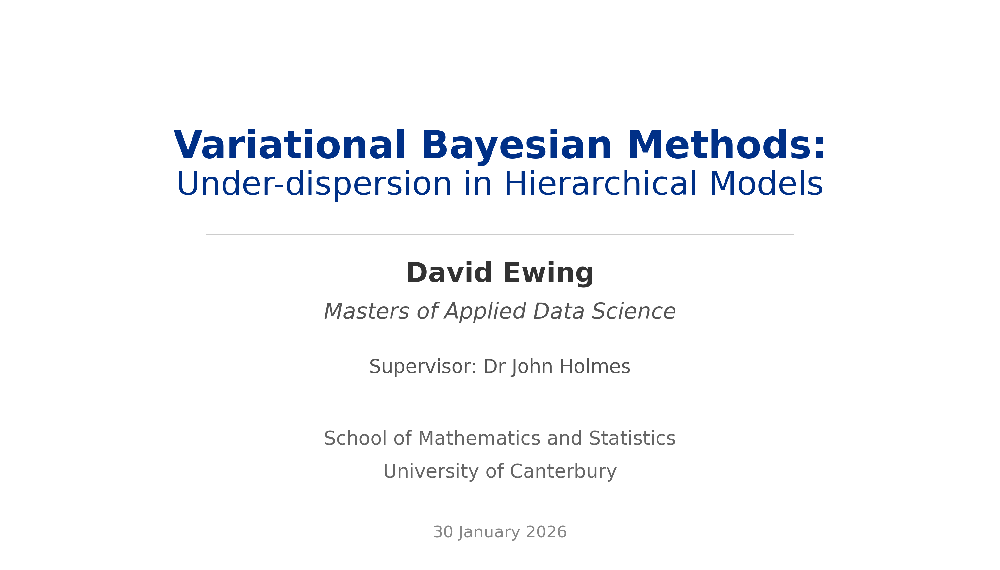 Variational Bayesian Methods:
Under-dispersion in Hierarchical Models
David Ewing
Masters of Applied Data Science
Supervisor: Dr John Holmes
School of Mathematics and Statistics
University of Canterbury
30 January 2026